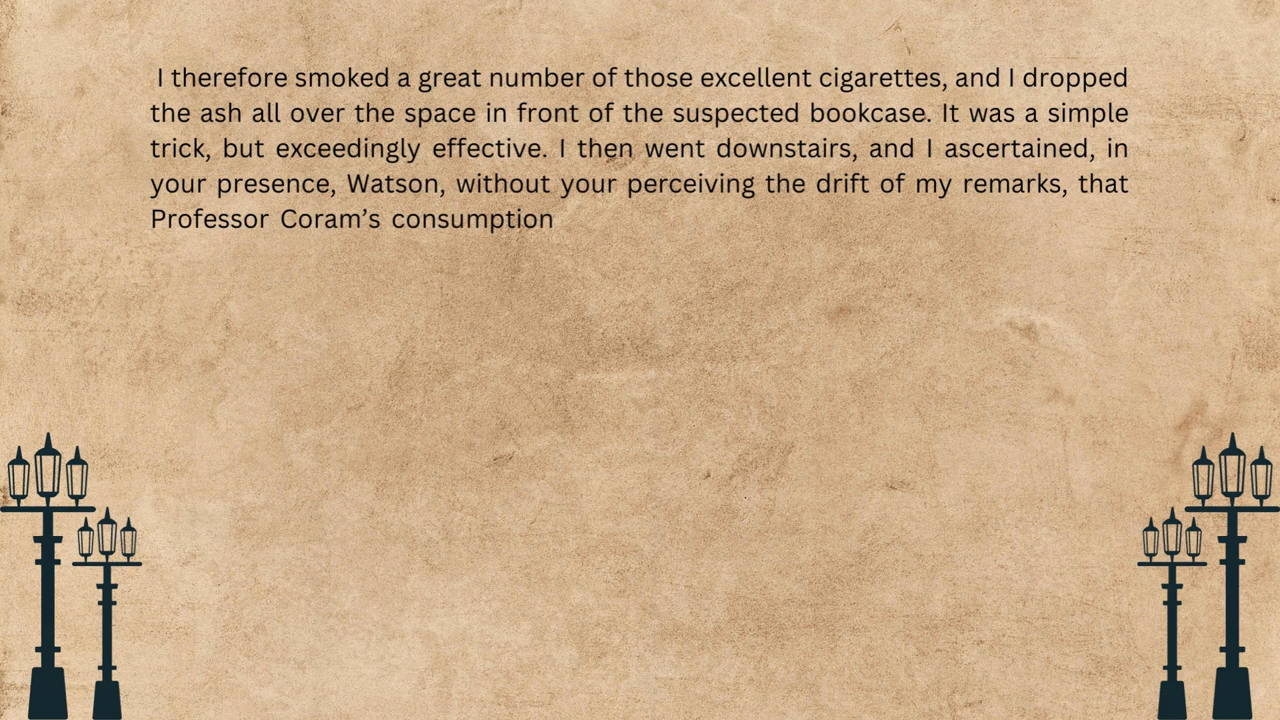 I therefore smoked a great number of those excellent cigarettes, and I dropped
the ash all over the space in front of the suspected bookcase. It was a simple
trick, but exceedingly effective. I then went downstairs, and I ascertained, in
your presence, Watson, without your perceiving the drift of my remarks, that
Professor Coram’s consumption